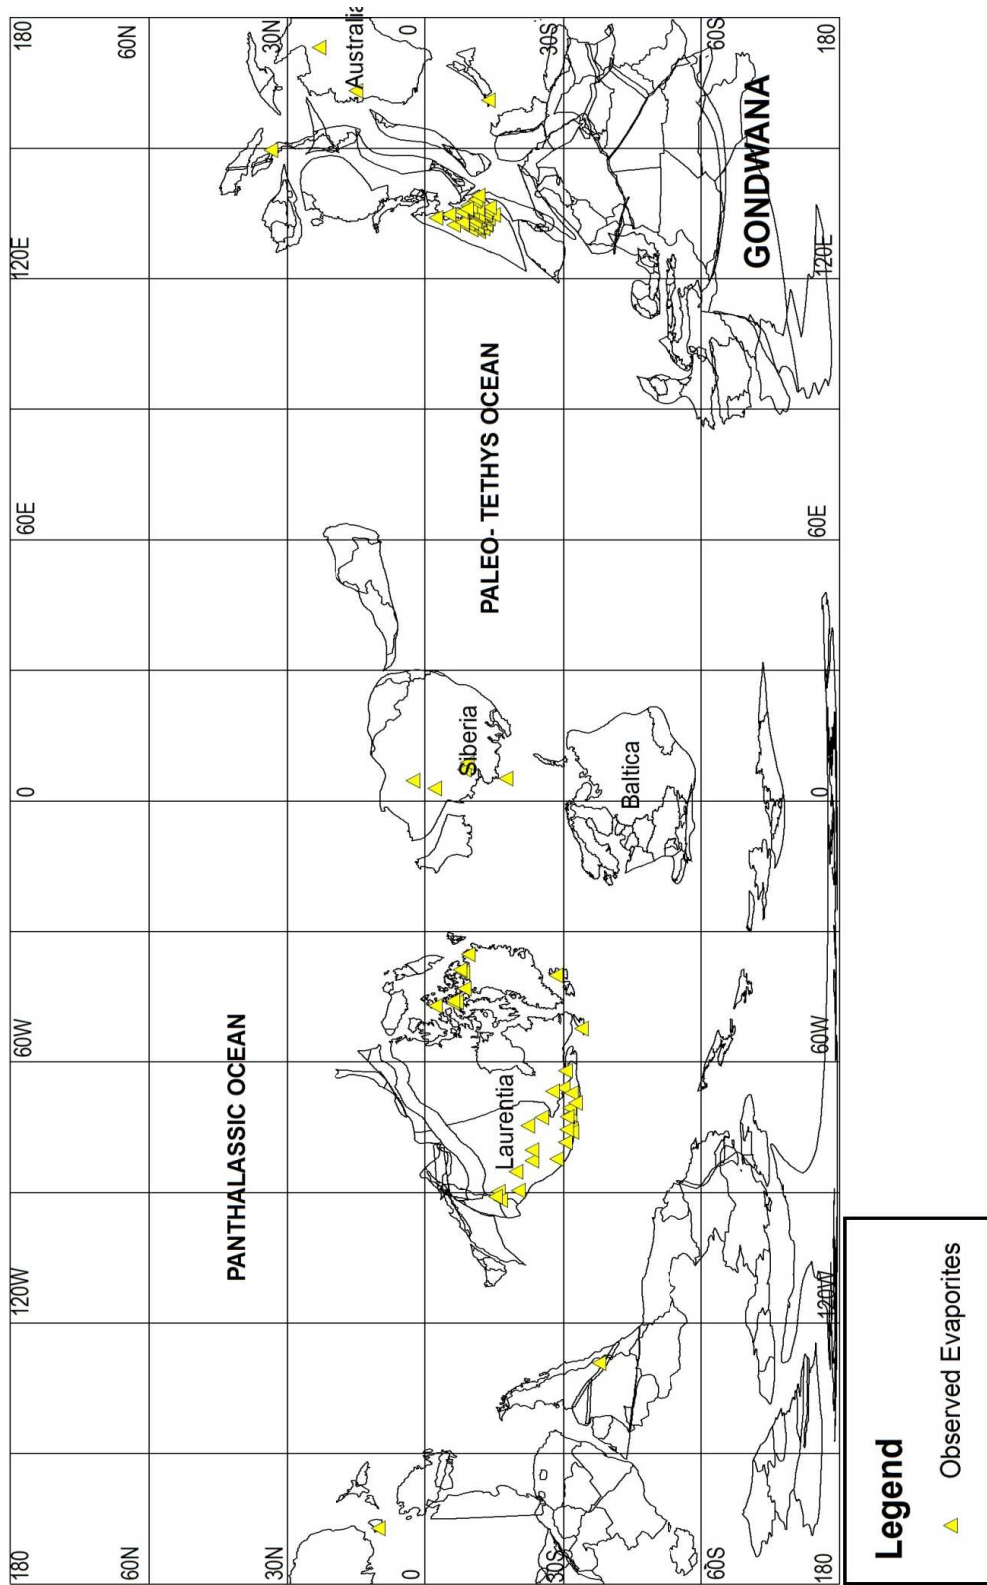 180
120W
60W
0
60E
120E
180
60N
60N
30N
30N
PANTHALASSIC OCEAN
Australia
0
0
Laurentia
Siberia
PALEO- TETHYS OCEAN
30S
30S
Baltica
60S
60S
GONDWANA
180
120W
60W
0
60E
120E
180
Legend
Observed Evaporites